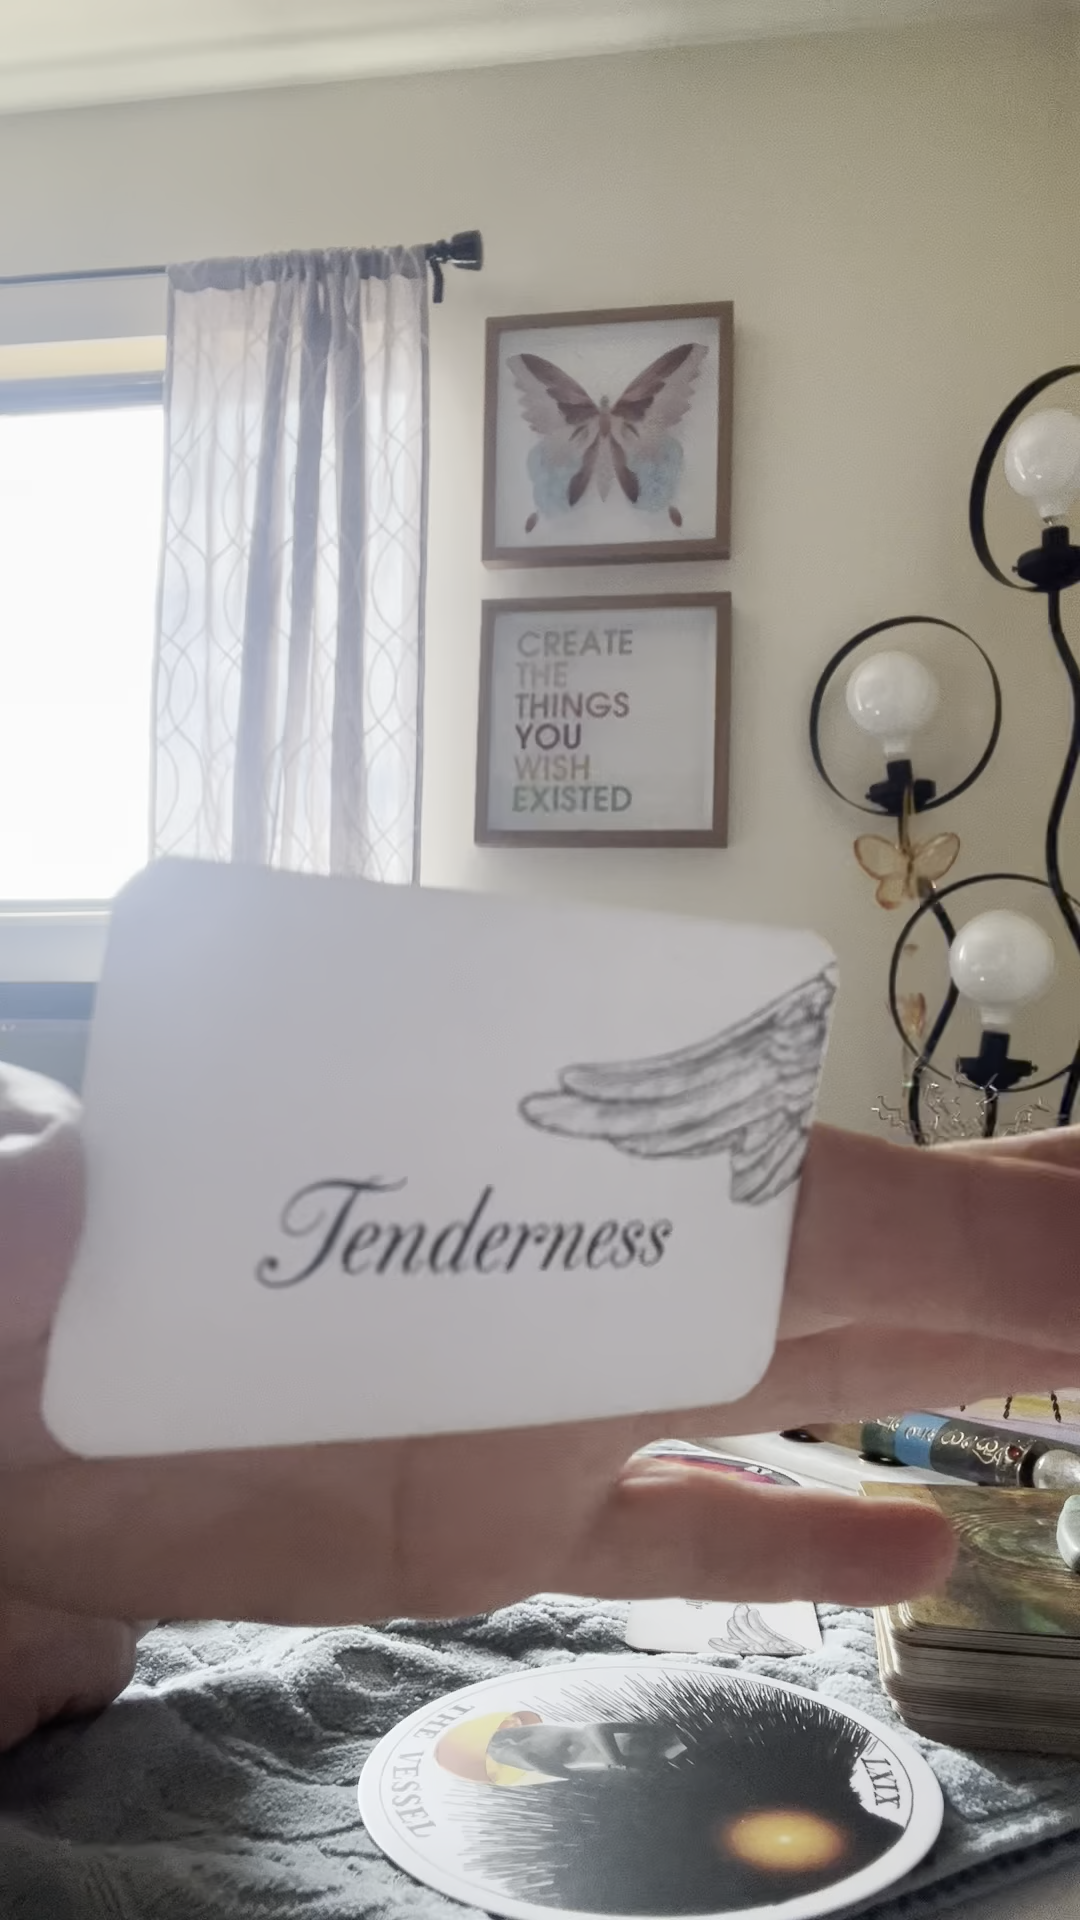 CREATE
THE
THINGS
YOU
WISH
EXISTED
Tenderness
THE VESSEL
LXIX